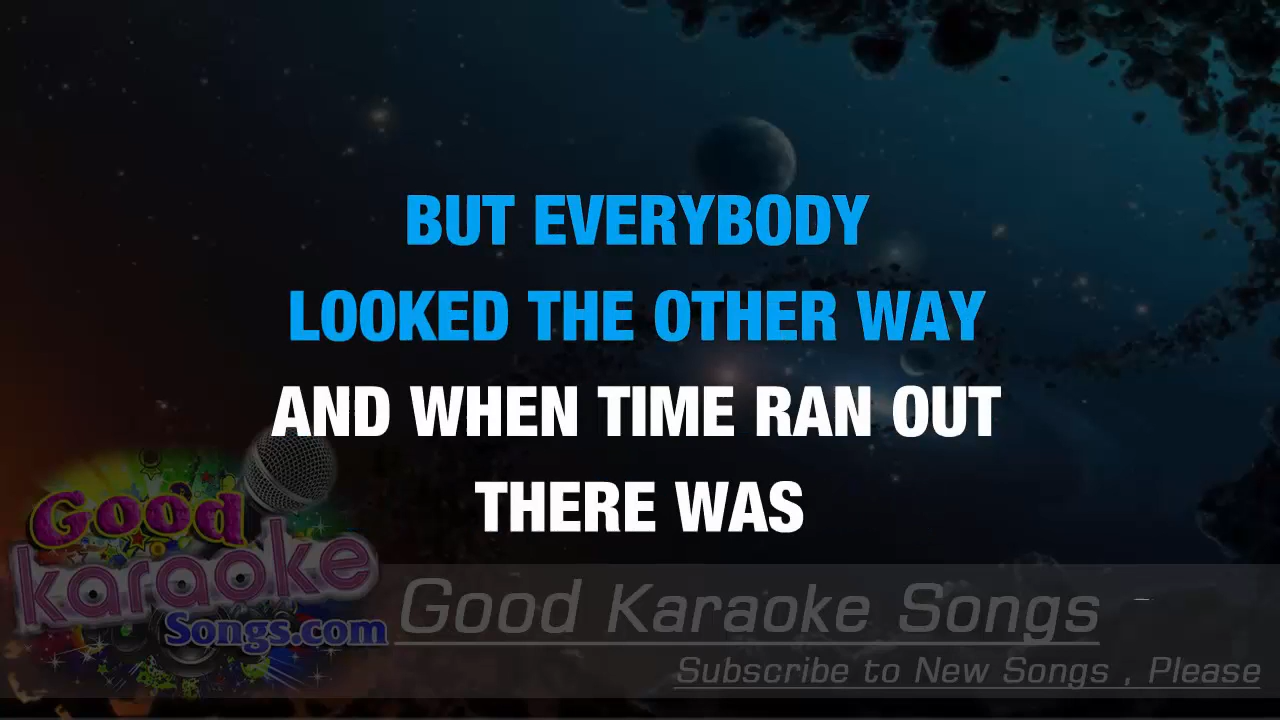 BUT EVERYBODY
LOOKED THE OTHER WAY
AND WHEN TIME RAN OUT
THERE WAS
Good
karaoke
Songs.com
Good Karaoke Songs
Subscribe to New Songs , Please